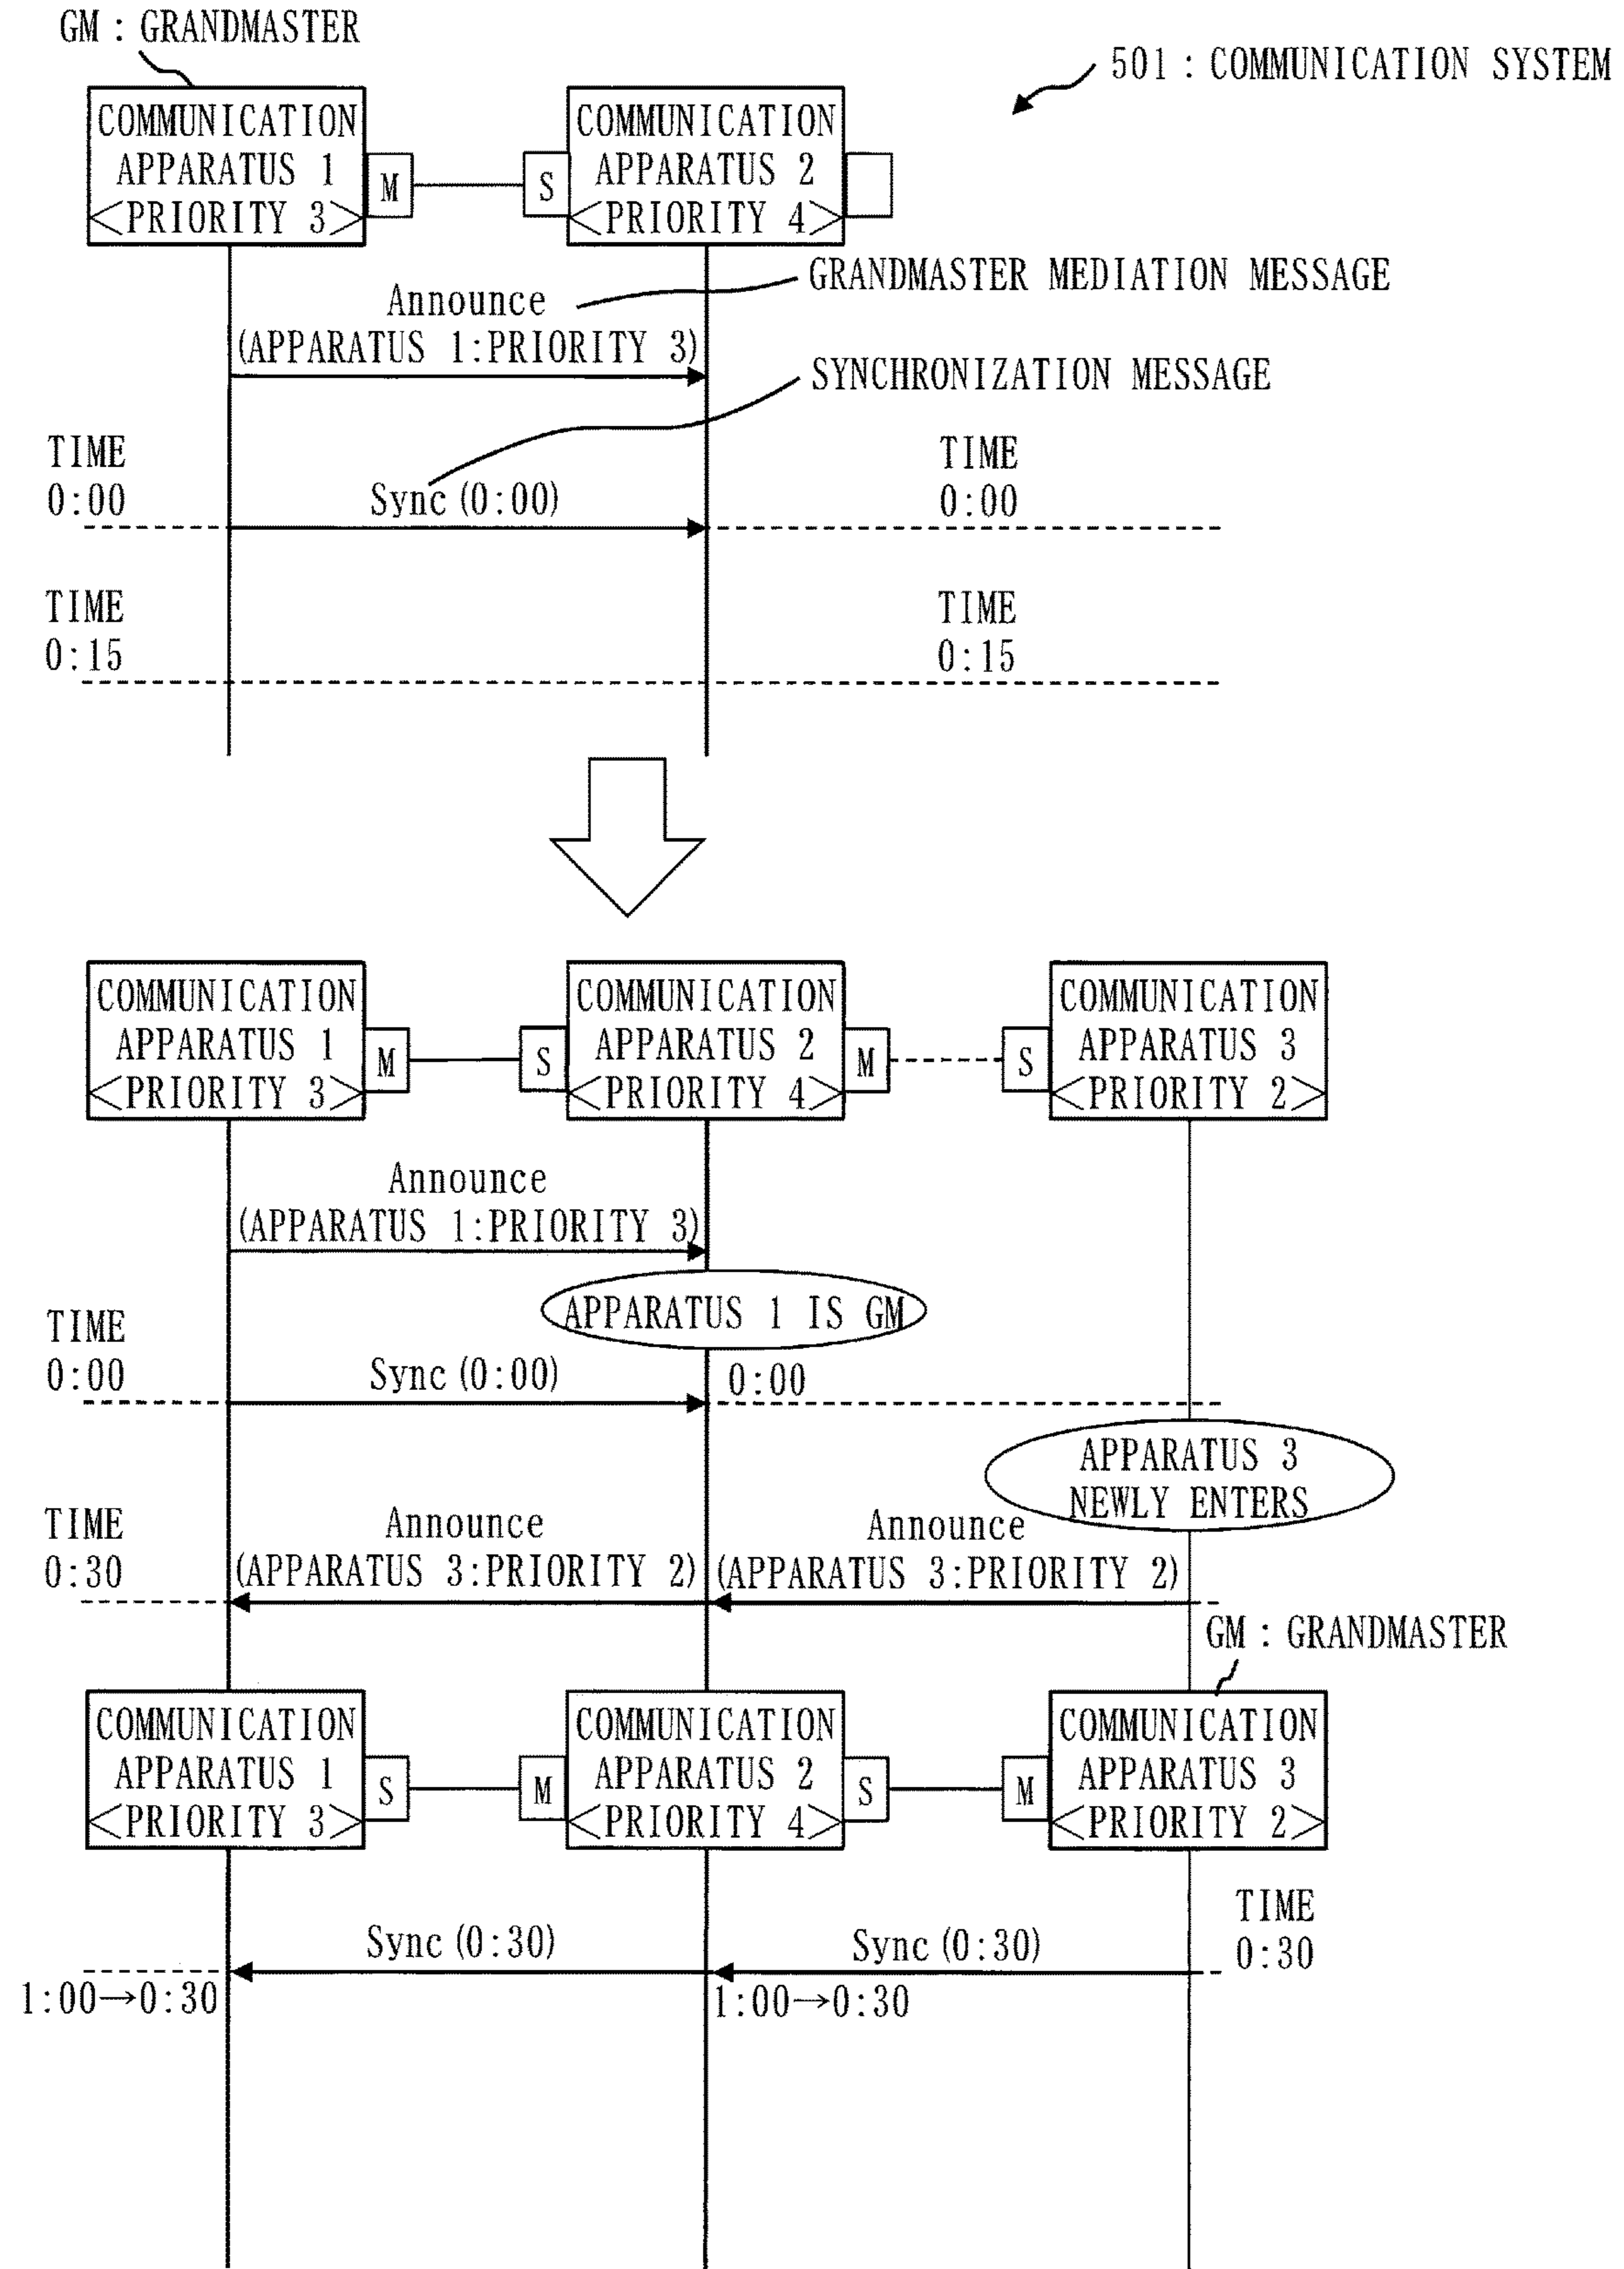 GM : GRANDMASTER
501 : COMMUNICATION SYSTEM
COMMUNICATION
APPARATUS 1
<PRIORITY 3>
M
S
COMMUNICATION
APPARATUS 2
<PRIORITY 4>
GRANDMASTER MEDIATION MESSAGE
Announce
(APPARATUS 1:PRIORITY 3)
SYNCHRONIZATION MESSAGE
TIME
0:00
Sync (0:00)
TIME
0:00
TIME
0:15
TIME
0:15
COMMUNICATION
APPARATUS 1
<PRIORITY 3>
M
S
COMMUNICATION
APPARATUS 2
<PRIORITY 4>
M
S
COMMUNICATION
APPARATUS 3
<PRIORITY 2>
Announce
(APPARATUS 1:PRIORITY 3)
APPARATUS 1 IS GM
TIME
0:00
Sync (0:00)
0:00
APPARATUS 3
NEWLY ENTERS
TIME
0:30
Announce
(APPARATUS 3:PRIORITY 2)
Announce
(APPARATUS 3:PRIORITY 2)
GM : GRANDMASTER
COMMUNICATION
APPARATUS 1
<PRIORITY 3>
S
M
COMMUNICATION
APPARATUS 2
<PRIORITY 4>
S
M
COMMUNICATION
APPARATUS 3
<PRIORITY 2>
TIME
0:30
Sync (0:30)
Sync (0:30)
1:00→0:30
1:00→0:30